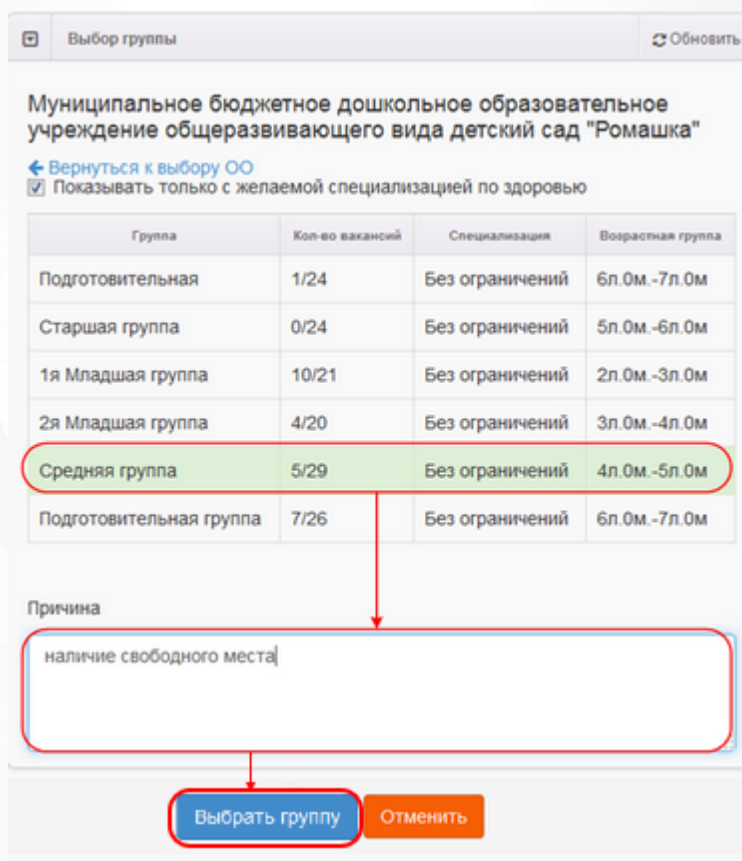 Выбор группы Обновить
Муниципальное бюджетное дошкольное образовательное
учреждение общеразвивающего вида детский сад "Ромашка"
Вернуться к выбору ОО
Показывать только с желаемой специализацией по здоровью
Группа Кол-во вакансий Специализация Возрастная группа
Подготовительная 1/24 Без ограничений 6л.0м.-7л.0м
Старшая группа 0/24 Без ограничений 5л.0м.-6л.0м
1я Младшая группа 10/21 Без ограничений 2л.0м.-3л.0м
2я Младшая группа 4/20 Без ограничений 3л.0м.-4л.0м
Средняя группа 5/29 Без ограничений 4л.0м.-5л.0м
Подготовительная группа 7/26 Без ограничений 6л.0м.-7л.0м
Причина
наличие свободного места
Выбрать группу Отменить